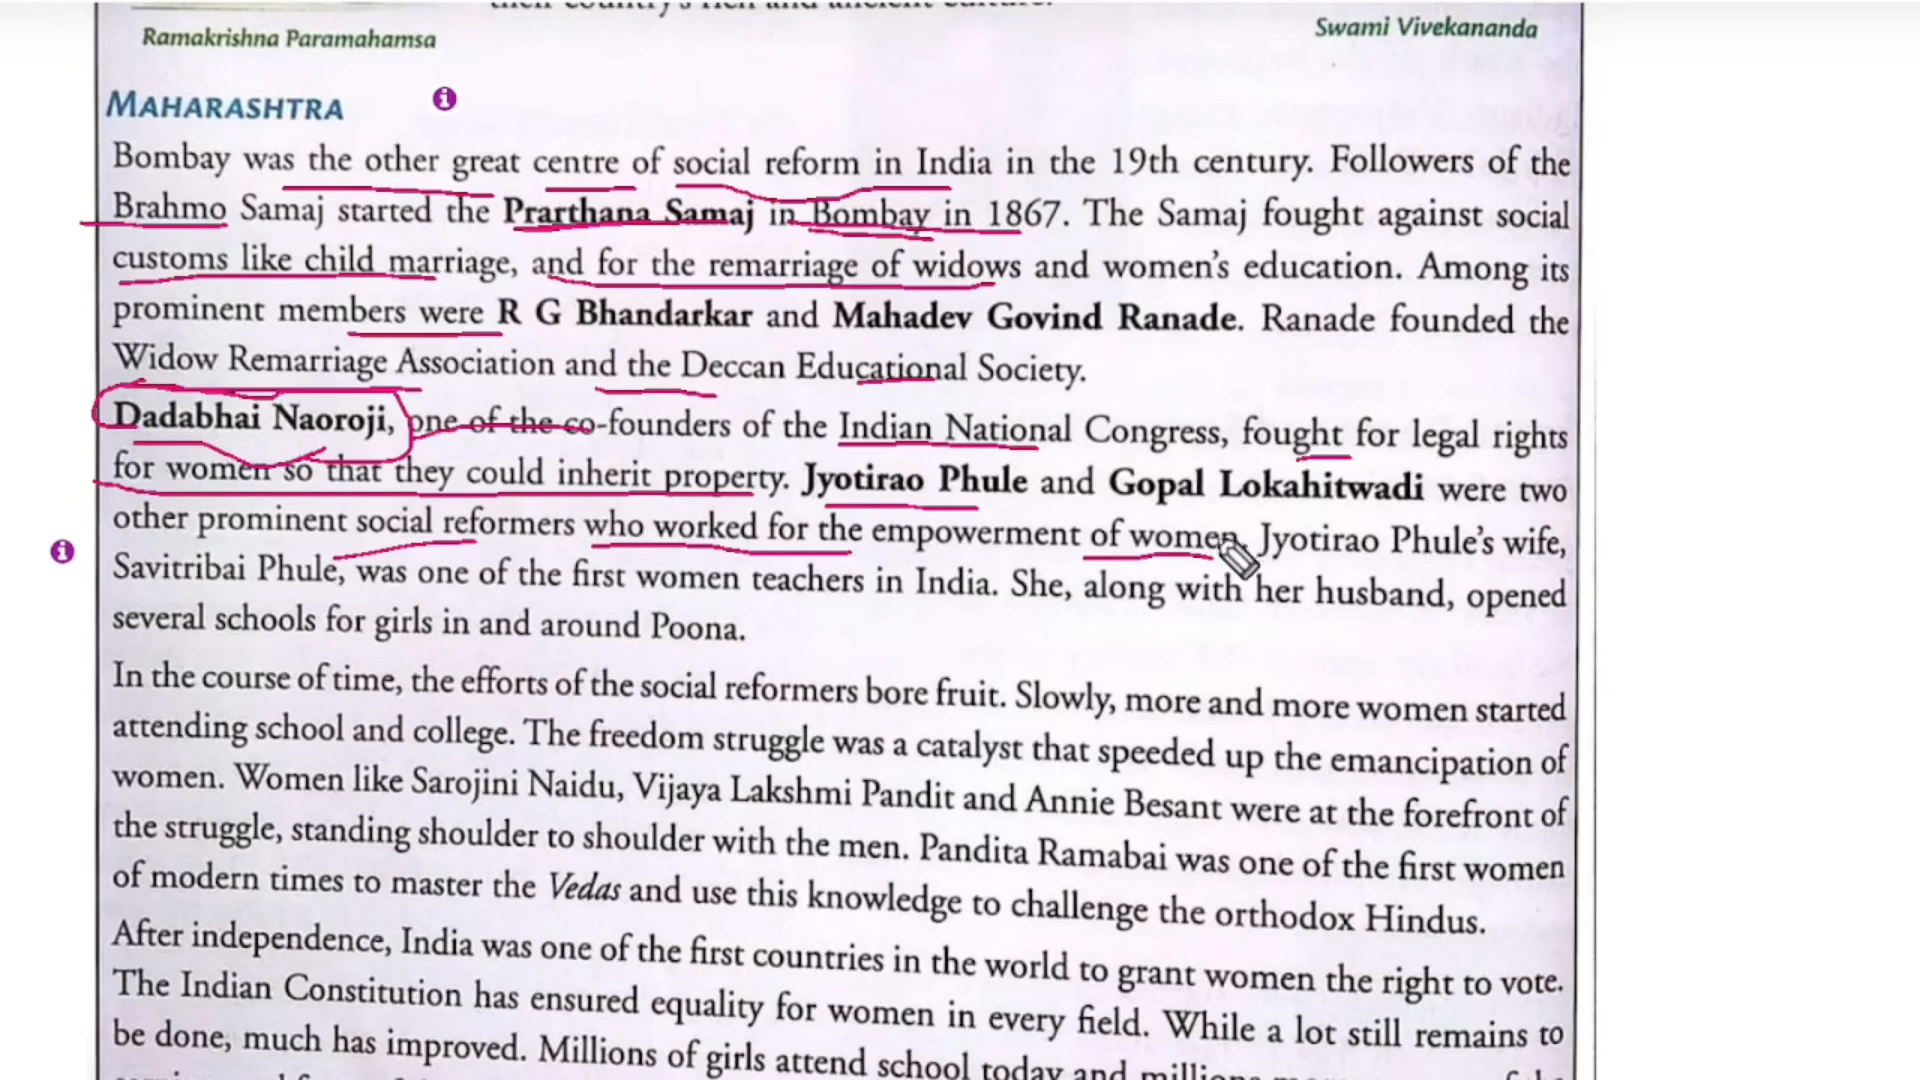 their country's rich and ancient culture.
Ramakrishna Paramahamsa
Swami Vivekananda
MAHARASHTRA
Bombay was the other great centre of social reform in India in the 19th century. Followers of the
Brahmo Samaj started the Prarthana Samaj in Bombay in 1867. The Samaj fought against social
customs like child marriage, and for the remarriage of widows and women's education. Among its
prominent members were R G Bhandarkar and Mahadev Govind Ranade. Ranade founded the
Widow Remarriage Association and the Deccan Educational Society.
Dadabhai Naoroji, one of the co-founders of the Indian National Congress, fought for legal rights
for women so that they could inherit property. Jyotirao Phule and Gopal Lokahitwadi were two
other prominent social reformers who worked for the empowerment of women. Jyotirao Phule's wife,
Savitribai Phule, was one of the first women teachers in India. She, along with her husband, opened
several schools for girls in and around Poona.
In the course of time, the efforts of the social reformers bore fruit. Slowly, more and more women started
attending school and college. The freedom struggle was a catalyst that speeded up the emancipation of
women. Women like Sarojini Naidu, Vijaya Lakshmi Pandit and Annie Besant were at the forefront of
the struggle, standing shoulder to shoulder with the men. Pandita Ramabai was one of the first women
of modern times to master the Vedas and use this knowledge to challenge the orthodox Hindus.
After independence, India was one of the first countries in the world to grant women the right to vote.
The Indian Constitution has ensured equality for women in every field. While a lot still remains to
be done, much has improved. Millions of girls attend school today and millions